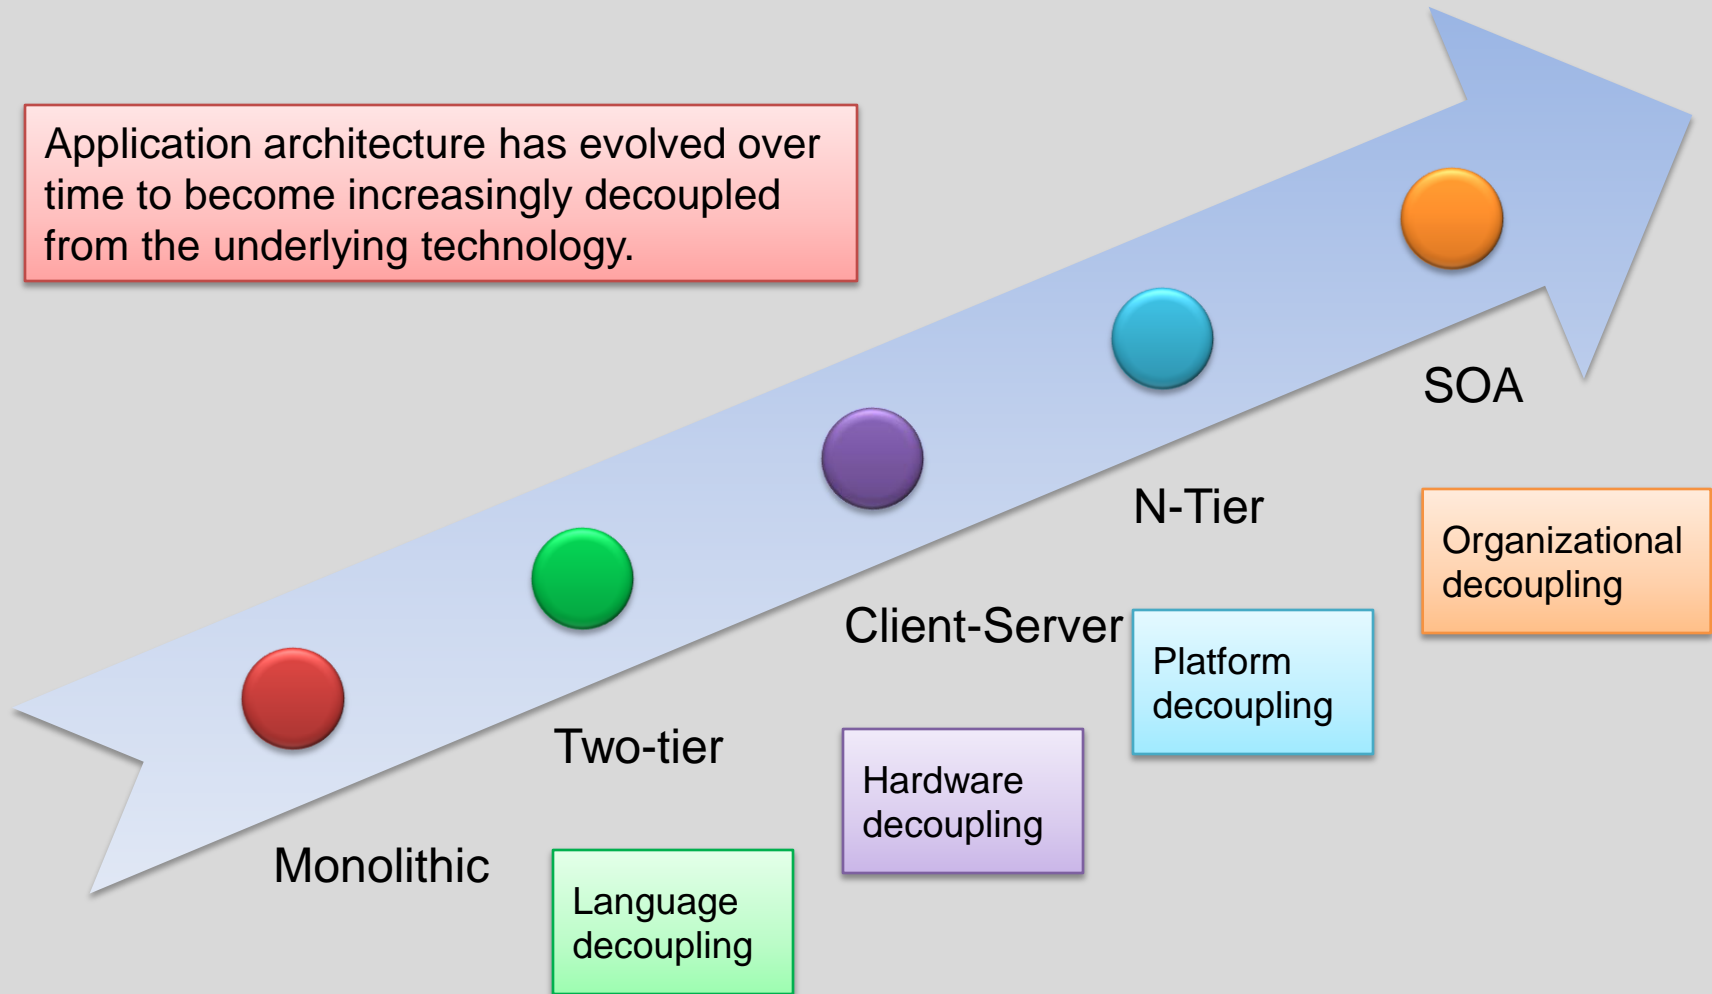 Application architecture has evolved over
time to become increasingly decoupled
from the underlying technology.
SOA
N-Tier
Organizational
decoupling
Client-Server
Platform
decoupling
Two-tier
Hardware
decoupling
Monolithic
Language
decoupling